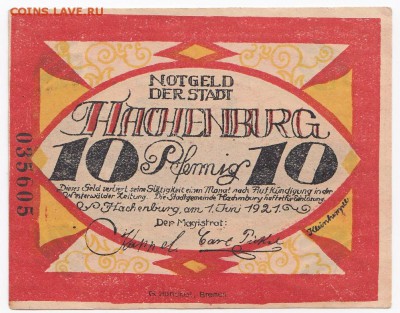 COINS.LAVE.RU
NOTGELD
DER STADT
HACHENBURG
10 Pfennig 10
Dieses Geld verliert seine Gültigkeit einen Monat nach Aufkündigung in der
Westerwälder Zeitung. Die Stadtgemeinde Hachenburg haftet für Einlösung.
Hachenburg, am 1. Juni 1921.
Der Magistrat:
Carl
035605